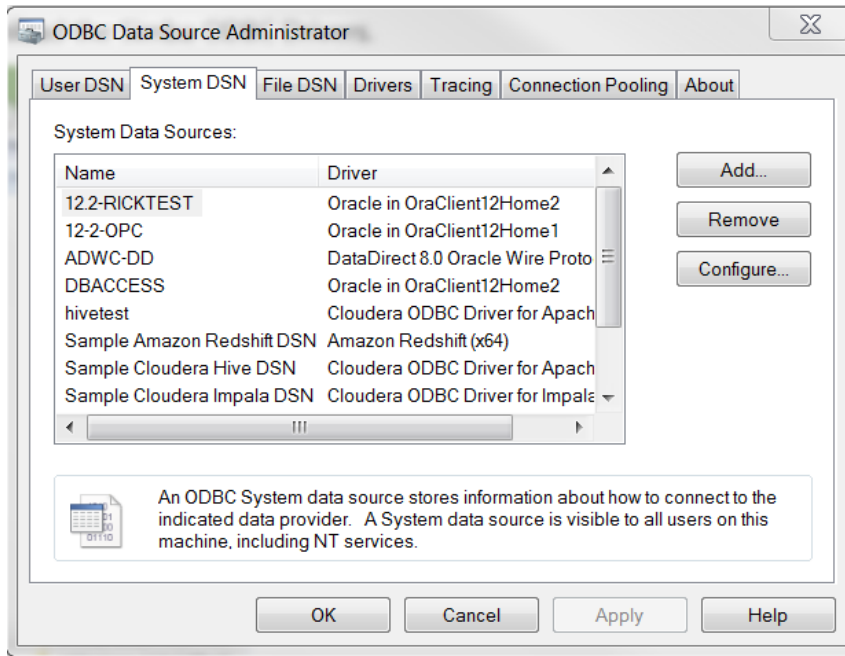 ODBC Data Source Administrator
User DSN System DSN File DSN Drivers Tracing Connection Pooling About
System Data Sources:
Name Driver
12.2-RICKTEST Oracle in OraClient12Home2
12-2-OPC Oracle in OraClient12Home1
ADWC-DD DataDirect 8.0 Oracle Wire Proto
DBACCESS Oracle in OraClient12Home2
hivetest Cloudera ODBC Driver for Apach
Sample Amazon Redshift DSN Amazon Redshift (x64)
Sample Cloudera Hive DSN Cloudera ODBC Driver for Apach
Sample Cloudera Impala DSN Cloudera ODBC Driver for Impala
Add...
Remove
Configure...
An ODBC System data source stores information about how to connect to the
indicated data provider. A System data source is visible to all users on this
machine, including NT services.
OK Cancel Apply Help